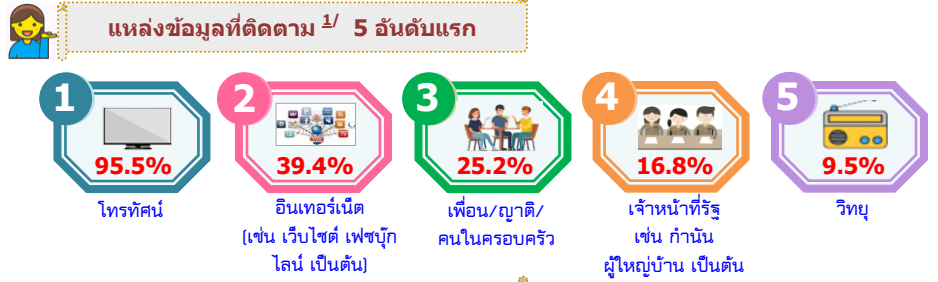 แหล่งข้อมูลที่ติดตาม 1/ 5 อันดับแรก
1
2
3
4
5
95.5%
39.4%
25.2%
16.8%
9.5%
โทรทัศน์
อินเทอร์เน็ต
(เช่น เว็บไซต์ เฟซบุ๊ก
ไลน์ เป็นต้น)
เพื่อน/ญาติ/
คนในครอบครัว
เจ้าหน้าที่รัฐ
เช่น กำนัน
ผู้ใหญ่บ้าน เป็นต้น
วิทยุ